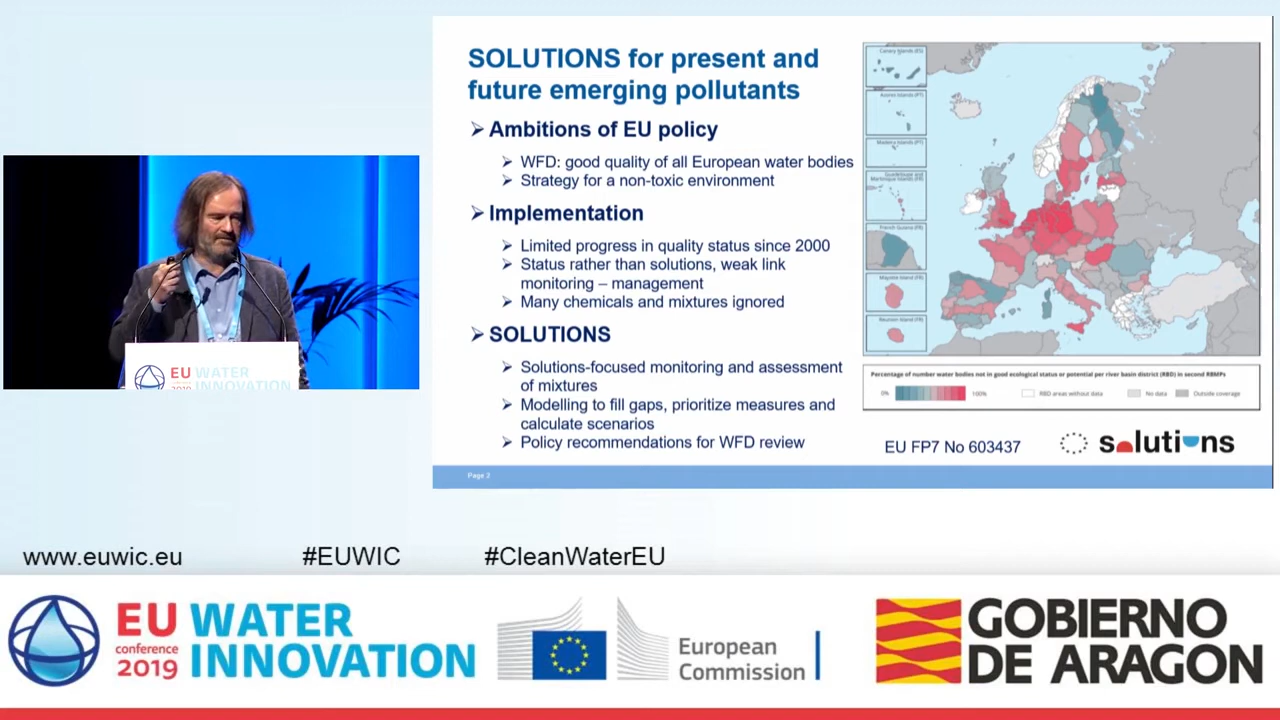 SOLUTIONS for present and
future emerging pollutants
Ambitions of EU policy
WFD: good quality of all European water bodies
Strategy for a non-toxic environment
Implementation
Limited progress in quality status since 2000
Status rather than solutions, weak link
monitoring – management
Many chemicals and mixtures ignored
SOLUTIONS
Solutions-focused monitoring and assessment
of mixtures
Modelling to fill gaps, prioritize measures and
calculate scenarios
Policy recommendations for WFD review
Page 2
Canary Islands (ES)
Azores Islands (PT)
Madeira Islands (PT)
Guadeloupe and
Martinique Islands (FR)
French Guiana (FR)
Mayotte Island (FR)
Reunion Island (FR)
Percentage of number water bodies not in good ecological status or potential per river basin district (RBD) in second RBMPs
0%
100%
RBD areas without data
No data
Outside coverage
EU FP7 No 603437
solutions
EU WATER
conference
2019 INNOVATION
www.euwic.eu
#EUWIC
#CleanWaterEU
EU WATER
conference
2019 INNOVATION
European
Commission
GOBIERNO
DE ARAGON